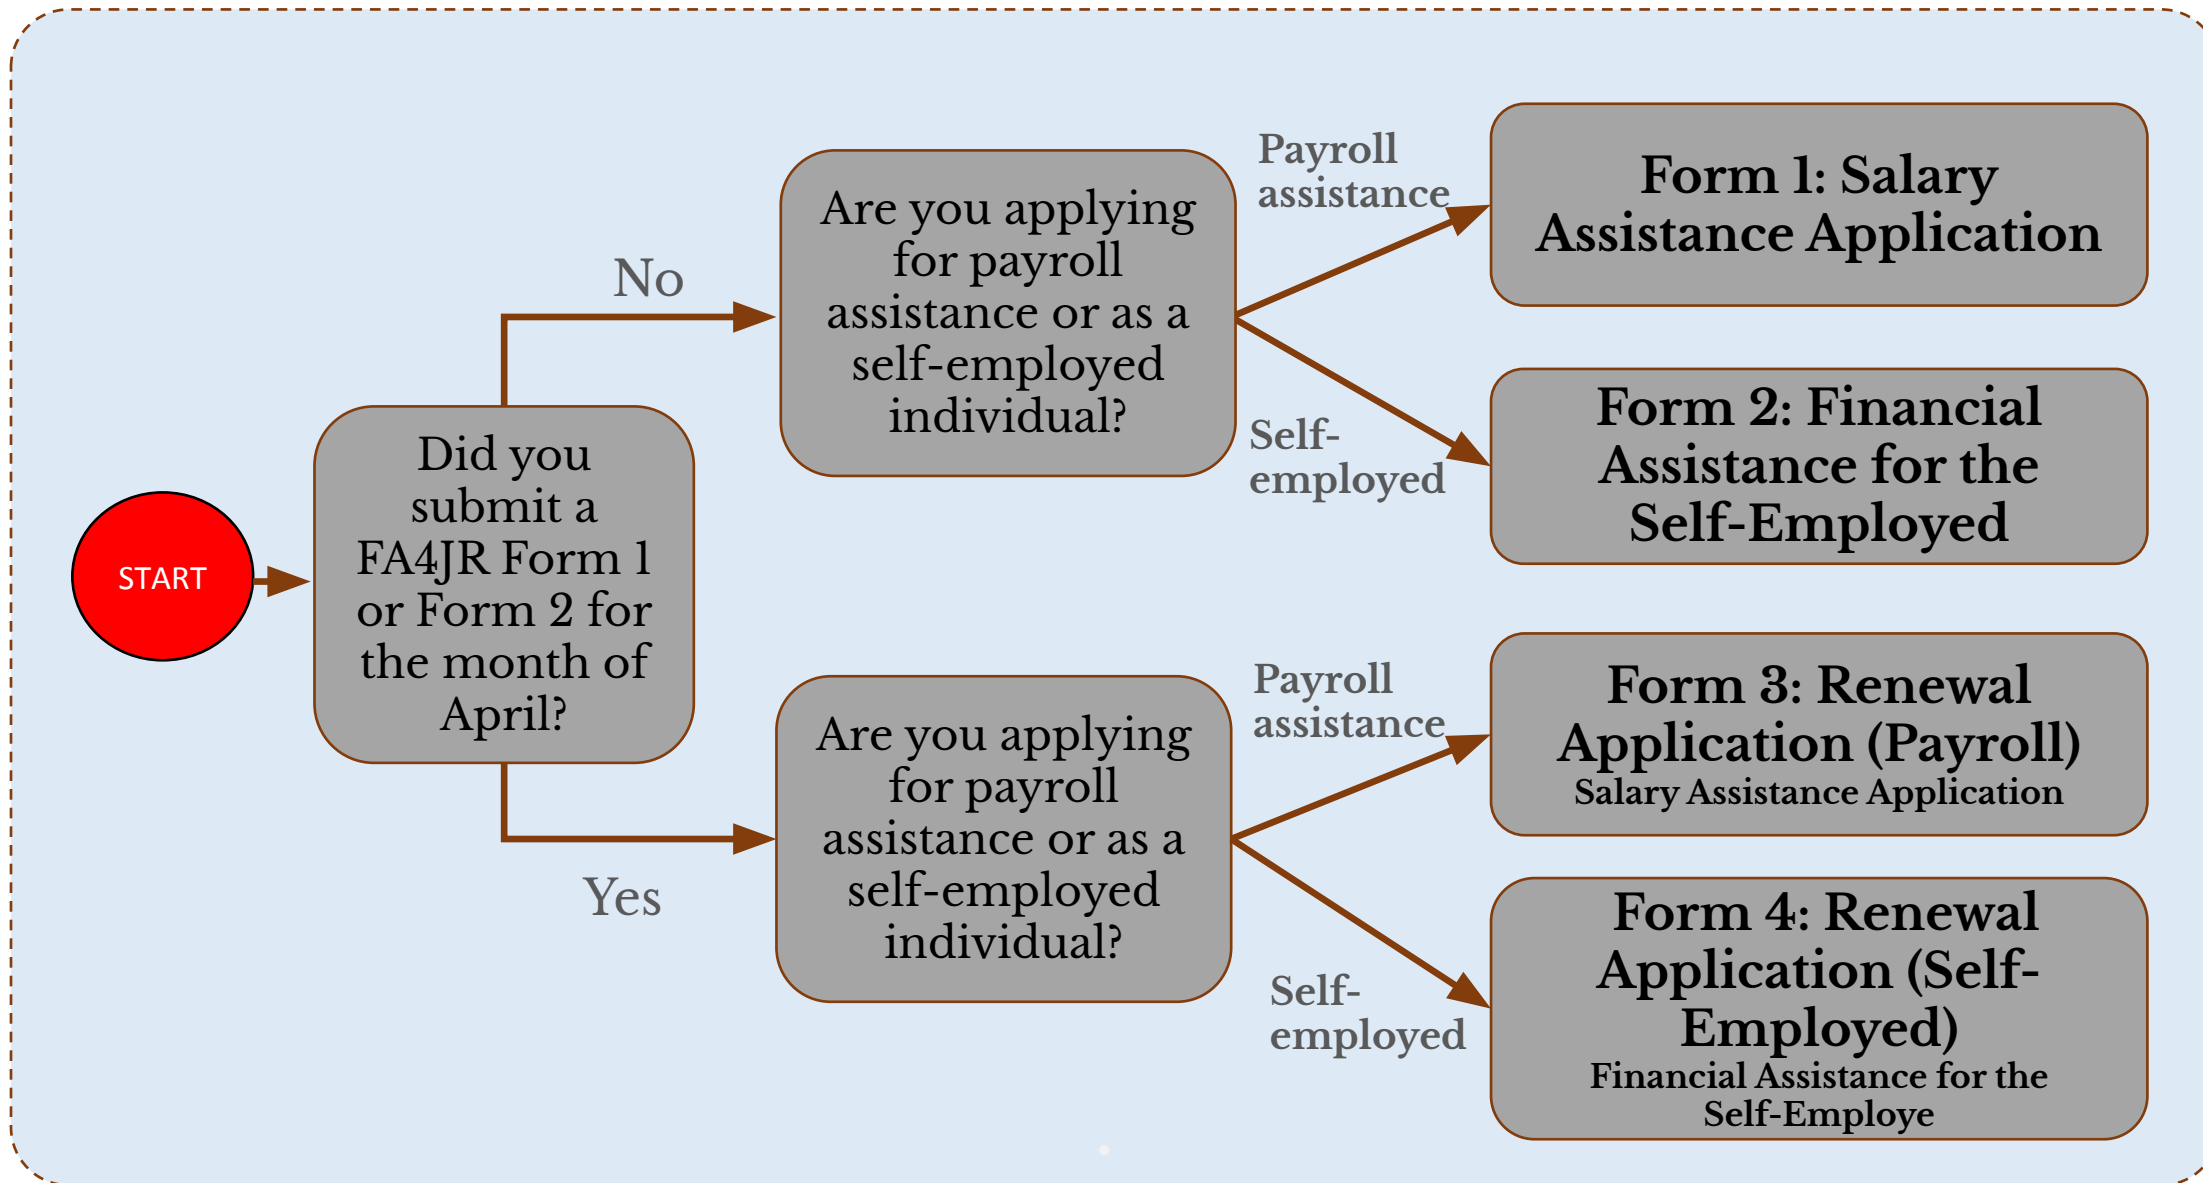 START
Did you
submit a
FA4JR Form 1
or Form 2 for
the month of
April?
No
Are you applying
for payroll
assistance or as a
self-employed
individual?
Payroll
assistance
Form 1: Salary
Assistance Application
Self-
employed
Form 2: Financial
Assistance for the
Self-Employed
Yes
Are you applying
for payroll
assistance or as a
self-employed
individual?
Payroll
assistance
Form 3: Renewal
Application (Payroll)
Salary Assistance Application
Self-
employed
Form 4: Renewal
Application (Self-
Employed)
Financial Assistance for the
Self-Employe